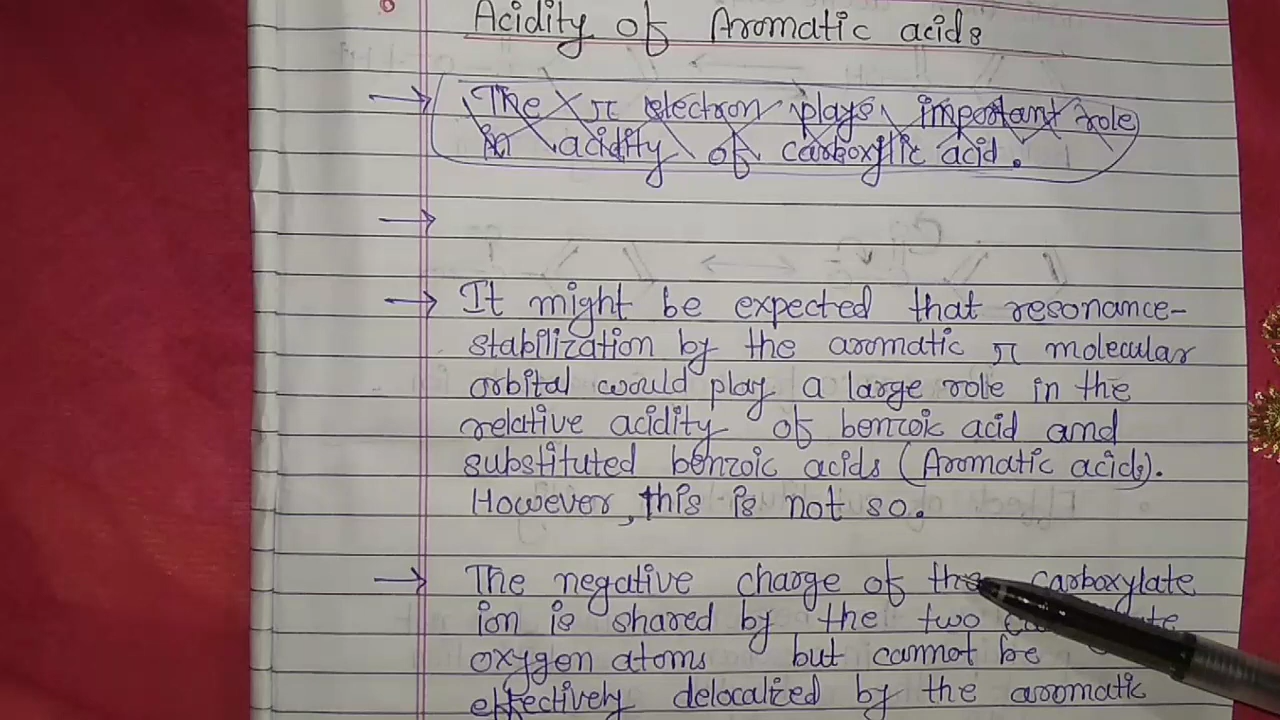 Acidity of Aromatic acids
→ The π electron plays important role
in acidity of carboxylic acid.
→
→ It might be expected that resonance-
stabilization by the aromatic π molecular
orbital would play a large role in the
relative acidity of benzoic acid and
substituted benzoic acids (Aromatic acids).
However, this is not so.
→ The negative charge of the carboxylate
ion is shared by the two
oxygen atoms but cannot be
effectively delocalized by the aromatic